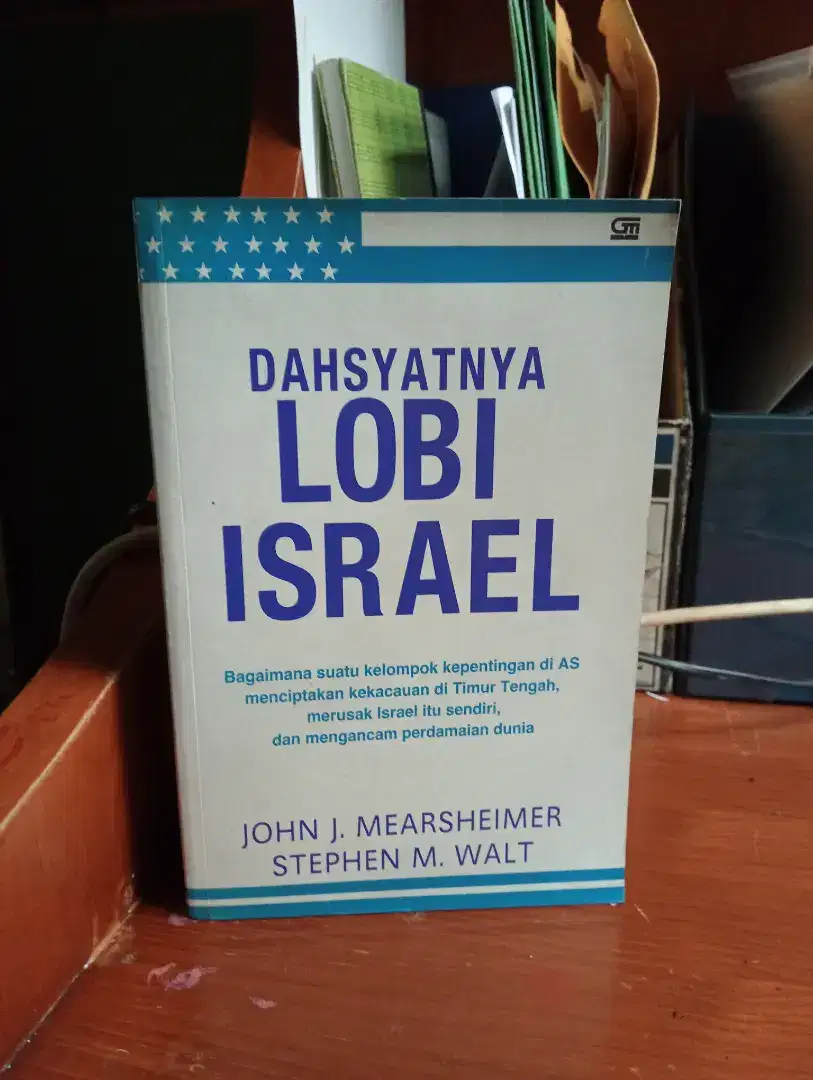 GM
DAHSYATNYA
LOBI
ISRAEL
Bagaimana suatu kelompok kepentingan di AS
menciptakan kekacauan di Timur Tengah,
merusak Israel itu sendiri,
dan mengancam perdamaian dunia
JOHN J. MEARSHEIMER
STEPHEN M. WALT